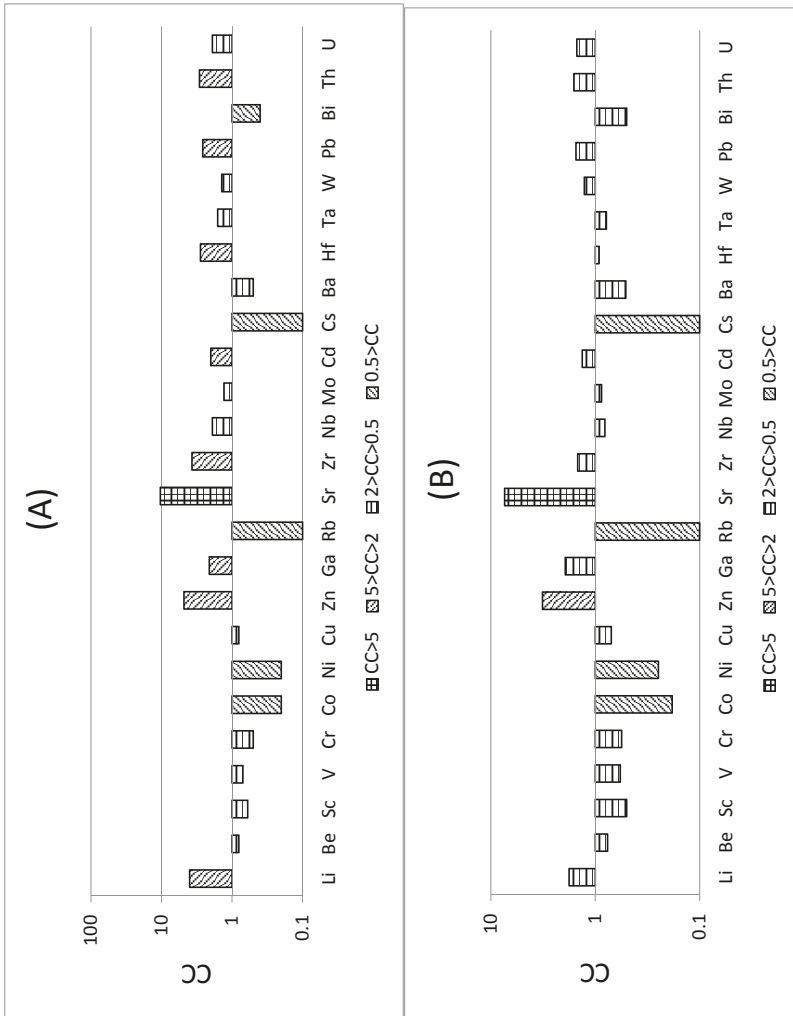 (A)
100
10
1
0.1
CC
Li Be Sc V Cr Co Ni Cu Zn Ga Rb Sr Zr Nb Mo Cd Cs Ba Hf Ta W Pb Bi Th U
CC>5 5>CC>2 2>CC>0.5 0.5>CC
(B)
10
1
0.1
CC
Li Be Sc V Cr Co Ni Cu Zn Ga Rb Sr Zr Nb Mo Cd Cs Ba Hf Ta W Pb Bi Th U
CC>5 5>CC>2 2>CC>0.5 0.5>CC